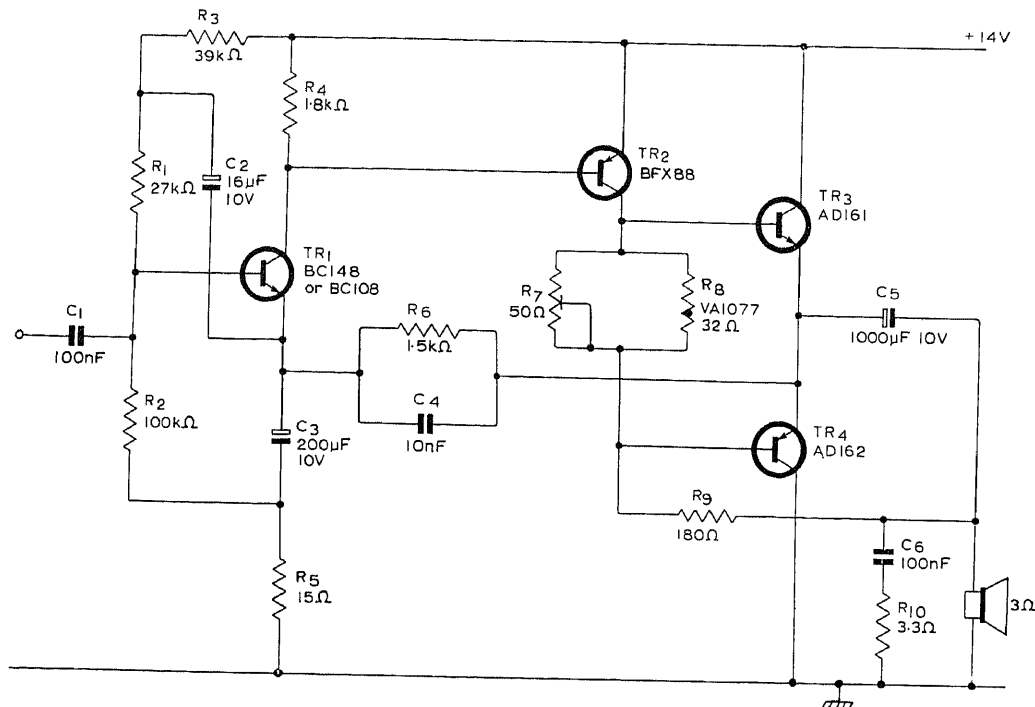 R3
39kΩ
+14V
R4
1·8kΩ
R1
27kΩ
C2
16µF
10V
TR2
BFX88
TR3
AD161
TR1
BC148
or BC108
R7
50Ω
R8
VA1077
32Ω
C5
1000µF 10V
C1
100nF
R6
1·5kΩ
R2
100kΩ
C3
200µF
10V
C4
10nF
TR4
AD162
R9
180Ω
C6
100nF
R5
15Ω
R10
3·3Ω
3Ω